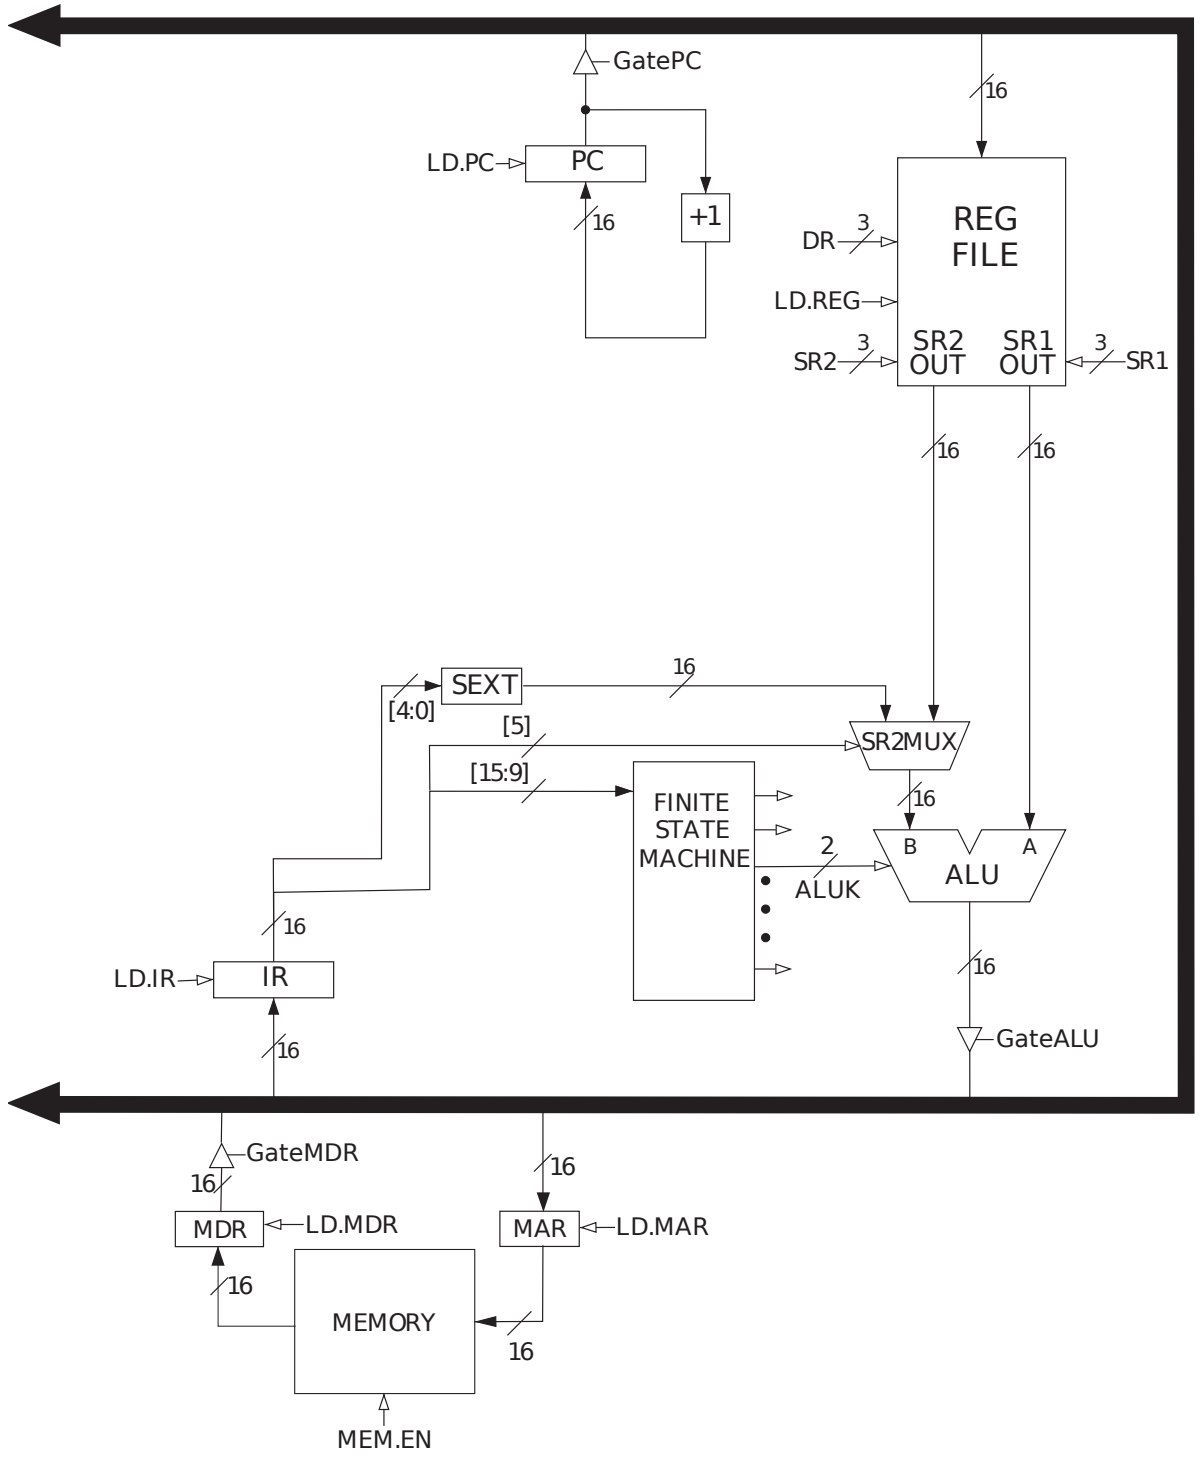 GatePC
16
LD.PC
PC
+1
16
REG
FILE
3
DR
LD.REG
3
SR2
SR2
OUT
SR1
OUT
3
SR1
16
16
SEXT
16
[4:0]
[5]
SR2MUX
[15:9]
16
FINITE
STATE
MACHINE
2
ALUK
B
A
ALU
16
LD.IR
IR
16
16
GateALU
GateMDR
16
16
MDR
LD.MDR
MAR
LD.MAR
16
MEMORY
16
MEM.EN